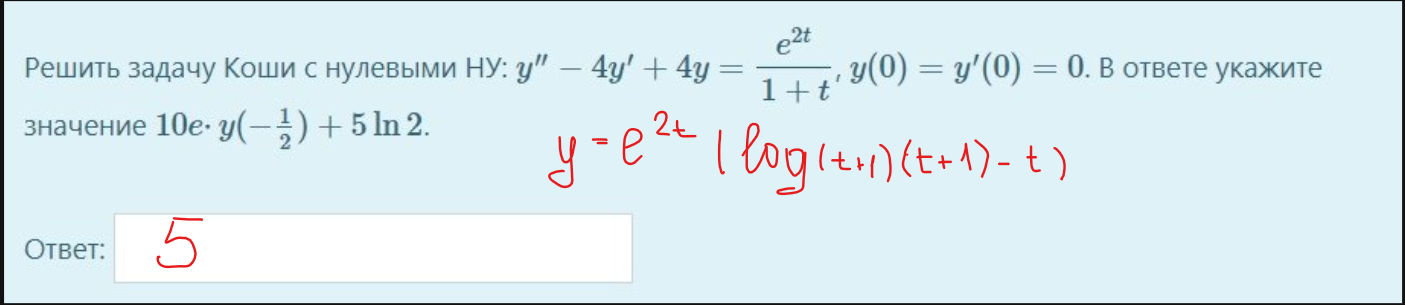 Решить задачу Коши с нулевыми НУ: y″ − 4y′ + 4y = e^{2t}/(1 + t), y(0) = y′(0) = 0. В ответе укажите
значение 10e· y(−1/2) + 5 ln 2.
y = e^{2t} ( log(t+1)(t+1) - t )
Ответ: 5